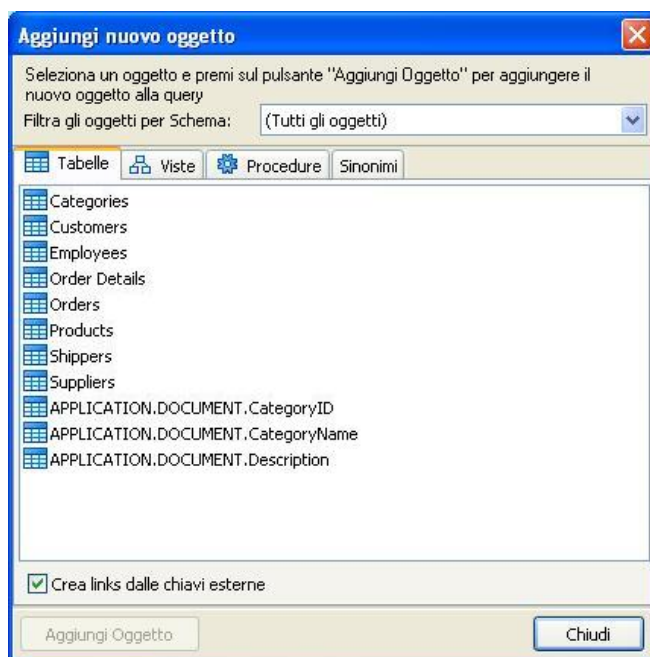 Aggiungi nuovo oggetto
Seleziona un oggetto e premi sul pulsante "Aggiungi Oggetto" per aggiungere il
nuovo oggetto alla query
Filtra gli oggetti per Schema: (Tutti gli oggetti)
Tabelle Viste Procedure Sinonimi
Categories
Customers
Employees
Order Details
Orders
Products
Shippers
Suppliers
APPLICATION.DOCUMENT.CategoryID
APPLICATION.DOCUMENT.CategoryName
APPLICATION.DOCUMENT.Description
Crea links dalle chiavi esterne
Aggiungi Oggetto Chiudi